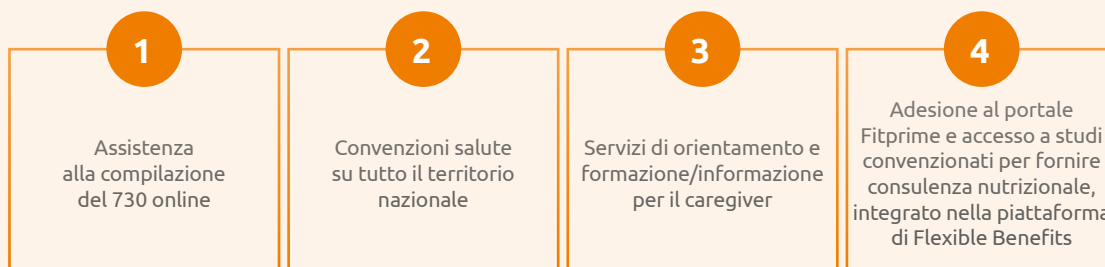 1
Assistenza
alla compilazione
del 730 online
2
Convenzioni salute
su tutto il territorio
nazionale
3
Servizi di orientamento e
formazione/informazione
per il caregiver
4
Adesione al portale
Fitprime e accesso a studi
convenzionati per fornire
consulenza nutrizionale,
integrato nella piattaforma
di Flexible Benefits